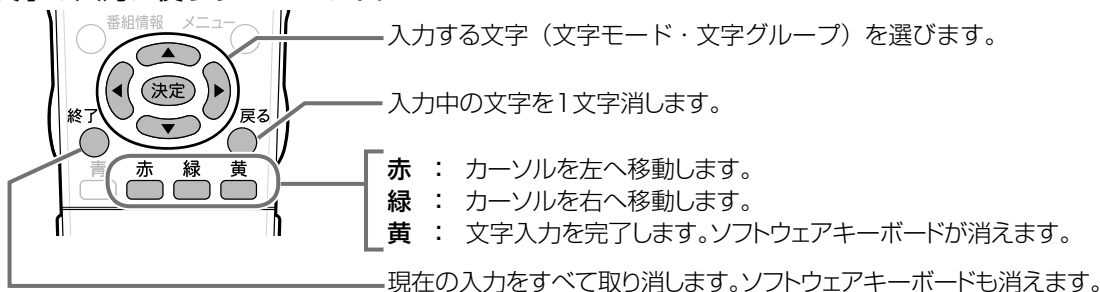 番組情報 メニュー
入力する文字（文字モード・文字グループ）を選びます。
決定
終了
戻る
入力中の文字を1文字消します。
青 赤 緑 黄
赤 ： カーソルを左へ移動します。
緑 ： カーソルを右へ移動します。
黄 ： 文字入力を完了します。ソフトウェアキーボードが消えます。
現在の入力をすべて取り消します。ソフトウェアキーボードも消えます。